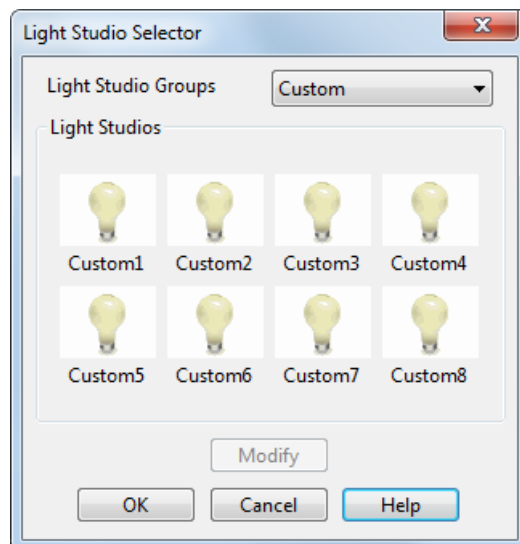 Light Studio Selector
Light Studio Groups Custom
Light Studios
Custom1 Custom2 Custom3 Custom4
Custom5 Custom6 Custom7 Custom8
Modify
OK Cancel Help